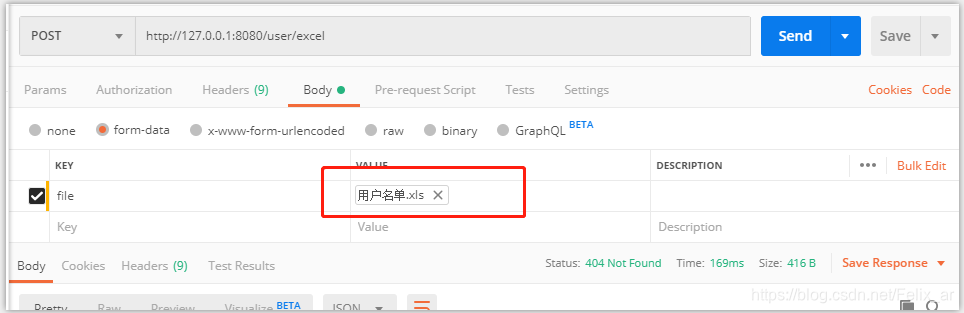 POST http://127.0.0.1:8080/user/excel Send Save
Params Authorization Headers (9) Body Pre-request Script Tests Settings Cookies Code
none form-data x-www-form-urlencoded raw binary GraphQL BETA
KEY VALUE DESCRIPTION ••• Bulk Edit
file 用户名单.xls
Key Value Description
Body Cookies Headers (9) Test Results Status: 404 Not Found Time: 169ms Size: 416 B Save Response
Pretty Raw Preview Visualize BETA JSON
https://blog.csdn.net/Felix_ar